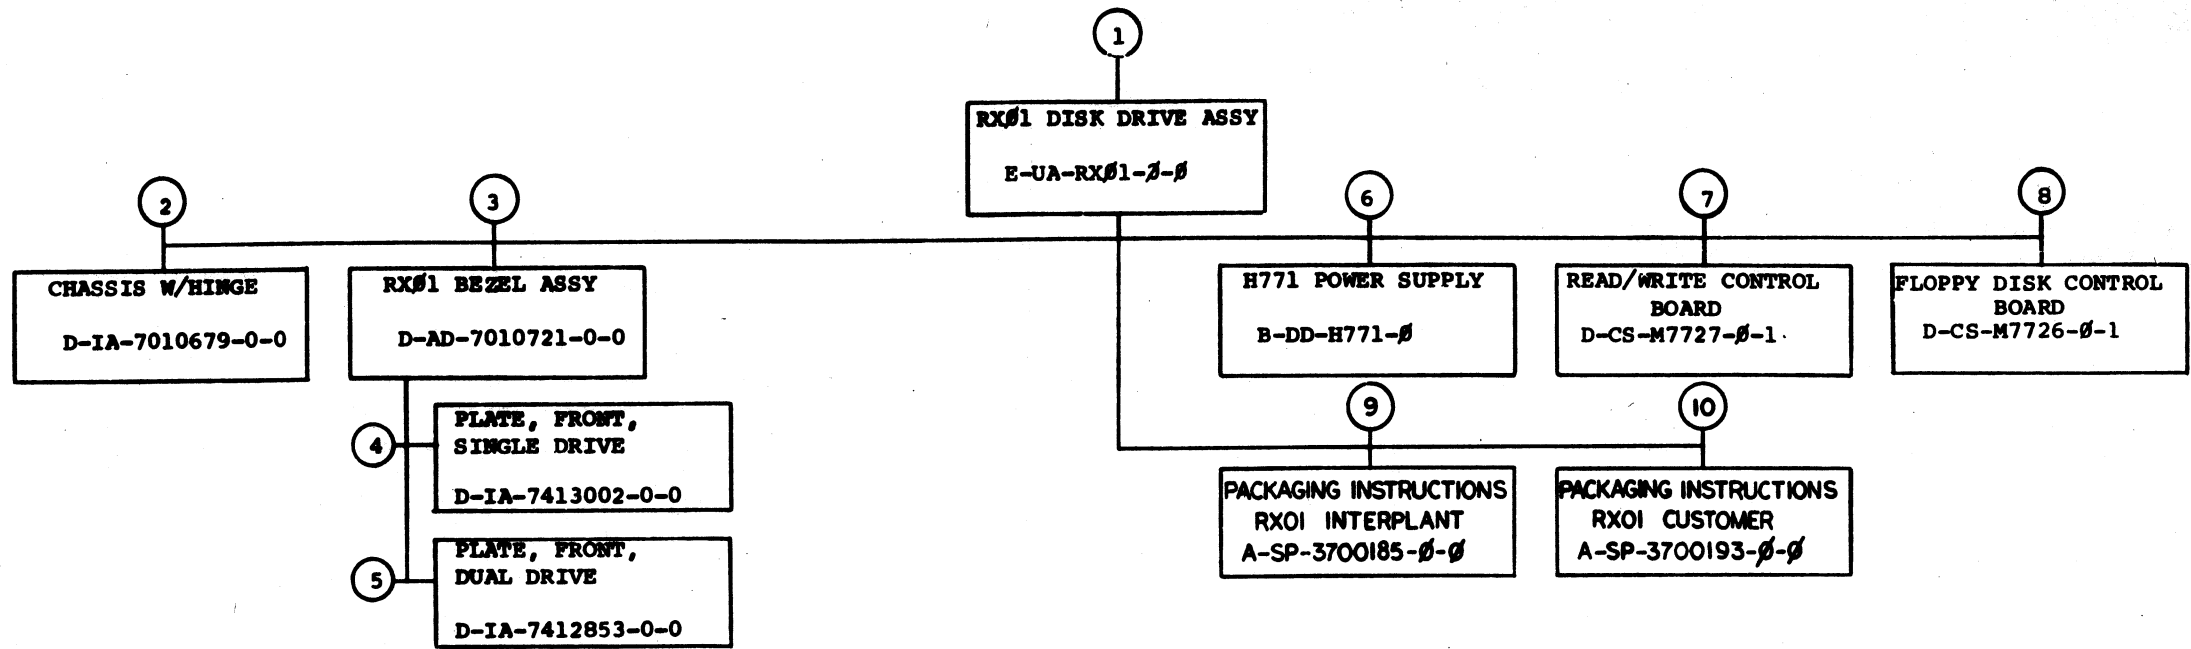 1
RXØ1 DISK DRIVE ASSY
E-UA-RXØ1-Ø-Ø
2
CHASSIS W/HINGE
D-IA-7010679-0-0
3
RXØ1 BEZEL ASSY
D-AD-7010721-0-0
4
PLATE, FRONT,
SINGLE DRIVE
D-IA-7413002-0-0
5
PLATE, FRONT,
DUAL DRIVE
D-IA-7412853-0-0
6
H771 POWER SUPPLY
B-DD-H771-Ø
7
READ/WRITE CONTROL
BOARD
D-CS-M7727-Ø-1
8
FLOPPY DISK CONTROL
BOARD
D-CS-M7726-Ø-1
9
PACKAGING INSTRUCTIONS
RX01 INTERPLANT
A-SP-3700185-Ø-Ø
10
PACKAGING INSTRUCTIONS
RX01 CUSTOMER
A-SP-3700193-Ø-Ø